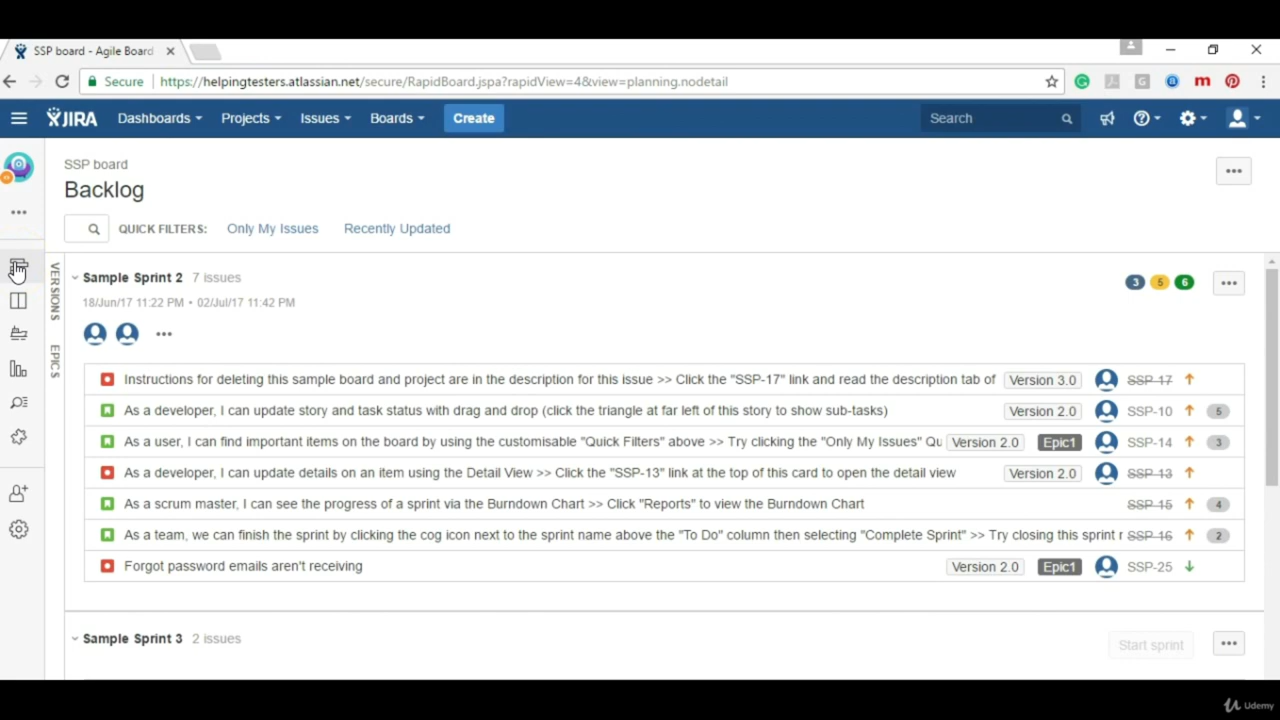 SSP board - Agile Board
Secure https://helpingtesters.atlassian.net/secure/RapidBoard.jspa?rapidView=4&view=planning.nodetail
JIRA Dashboards Projects Issues Boards Create Search
SSP board
Backlog
QUICK FILTERS: Only My Issues Recently Updated
VERSIONS
EPICS
Sample Sprint 2 7 issues 3 5 6
18/Jun/17 11:22 PM • 02/Jul/17 11:42 PM
Instructions for deleting this sample board and project are in the description for this issue >> Click the "SSP-17" link and read the description tab of Version 3.0 SSP-17
As a developer, I can update story and task status with drag and drop (click the triangle at far left of this story to show sub-tasks) Version 2.0 SSP-10 5
As a user, I can find important items on the board by using the customisable "Quick Filters" above >> Try clicking the "Only My Issues" Qu Version 2.0 Epic1 SSP-14 3
As a developer, I can update details on an item using the Detail View >> Click the "SSP-13" link at the top of this card to open the detail view Version 2.0 SSP-13
As a scrum master, I can see the progress of a sprint via the Burndown Chart >> Click "Reports" to view the Burndown Chart SSP-15 4
As a team, we can finish the sprint by clicking the cog icon next to the sprint name above the "To Do" column then selecting "Complete Sprint" >> Try closing this sprint r SSP-16 2
Forgot password emails aren't receiving Version 2.0 Epic1 SSP-25
Sample Sprint 3 2 issues Start sprint
Udemy